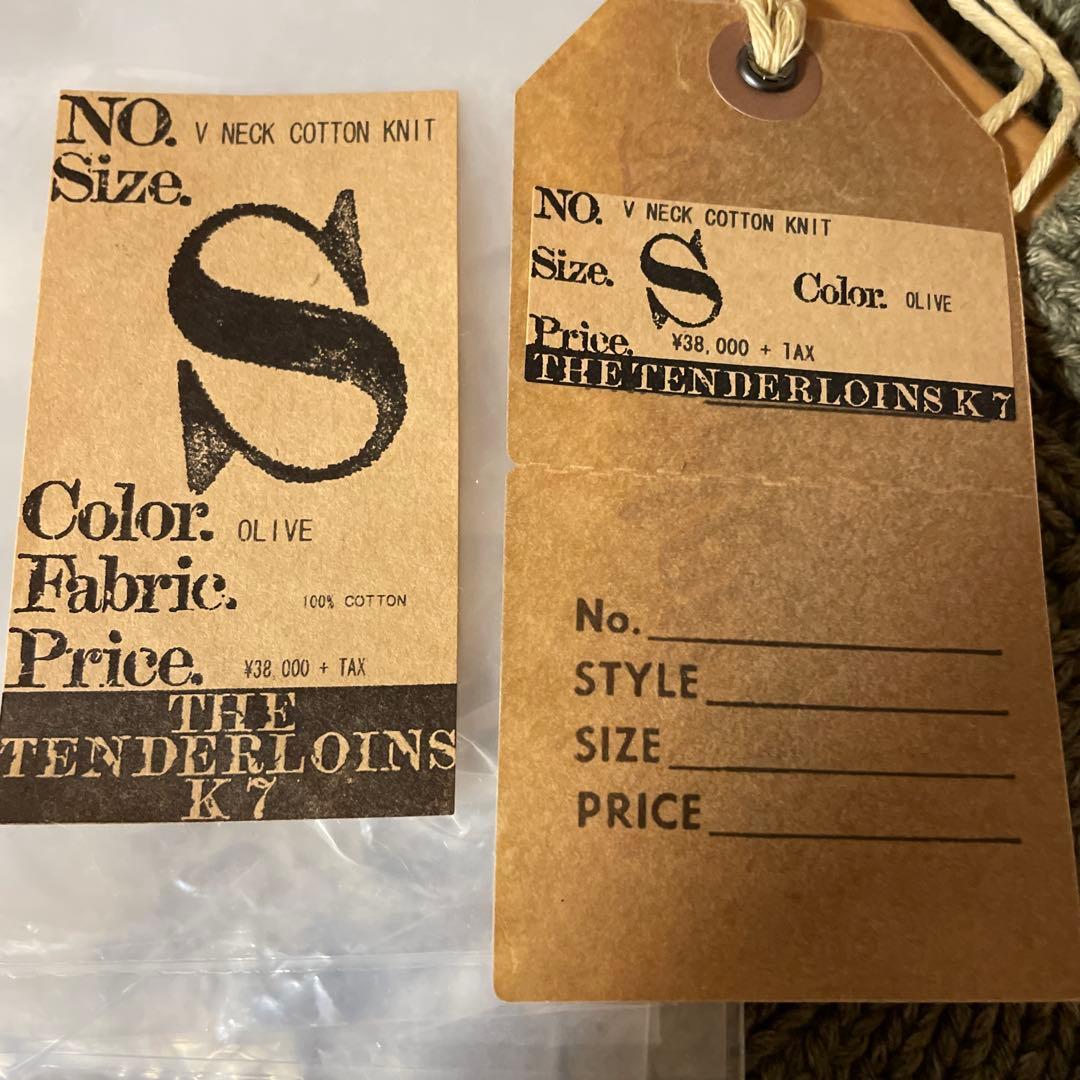 NO. V NECK COTTON KNIT
Size.
S
Color. OLIVE
Fabric. 100% COTTON
Price. ¥38,000 + TAX
THE
TENDERLOINS
K 7
NO. V NECK COTTON KNIT
Size. S Color. OLIVE
Price. ¥38,000 + TAX
THE TENDERLOINS K 7
No.
STYLE
SIZE
PRICE